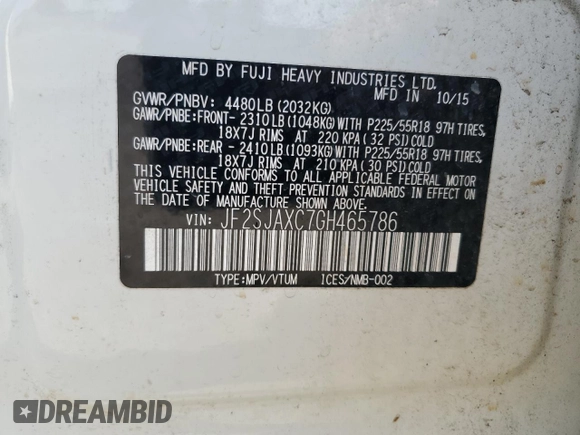 MFD BY FUJI HEAVY INDUSTRIES LTD.
MFD IN 10/15
GVWR/PNBV: 4480LB (2032KG)
GAWR/PNBE:FRONT- 2310LB (1048KG) WITH P225/55R18 97H TIRES,
18X7J RIMS AT 220 KPA (32 PSI) COLD
GAWR/PNBE:REAR - 2410LB (1093KG) WITH P225/55R18 97H TIRES,
18X7J RIMS AT 210 KPA (30 PSI) COLD
THIS VEHICLE CONFORMS TO ALL APPLICABLE FEDERAL MOTOR
VEHICLE SAFETY AND THEFT PREVENTION STANDARDS IN EFFECT ON
THE DATE OF MANUFACTURE SHOWN ABOVE.
VIN: JF2SJAXC7GH465786
TYPE:MPV/VTUM ICES/NMB-002
DREAMBID